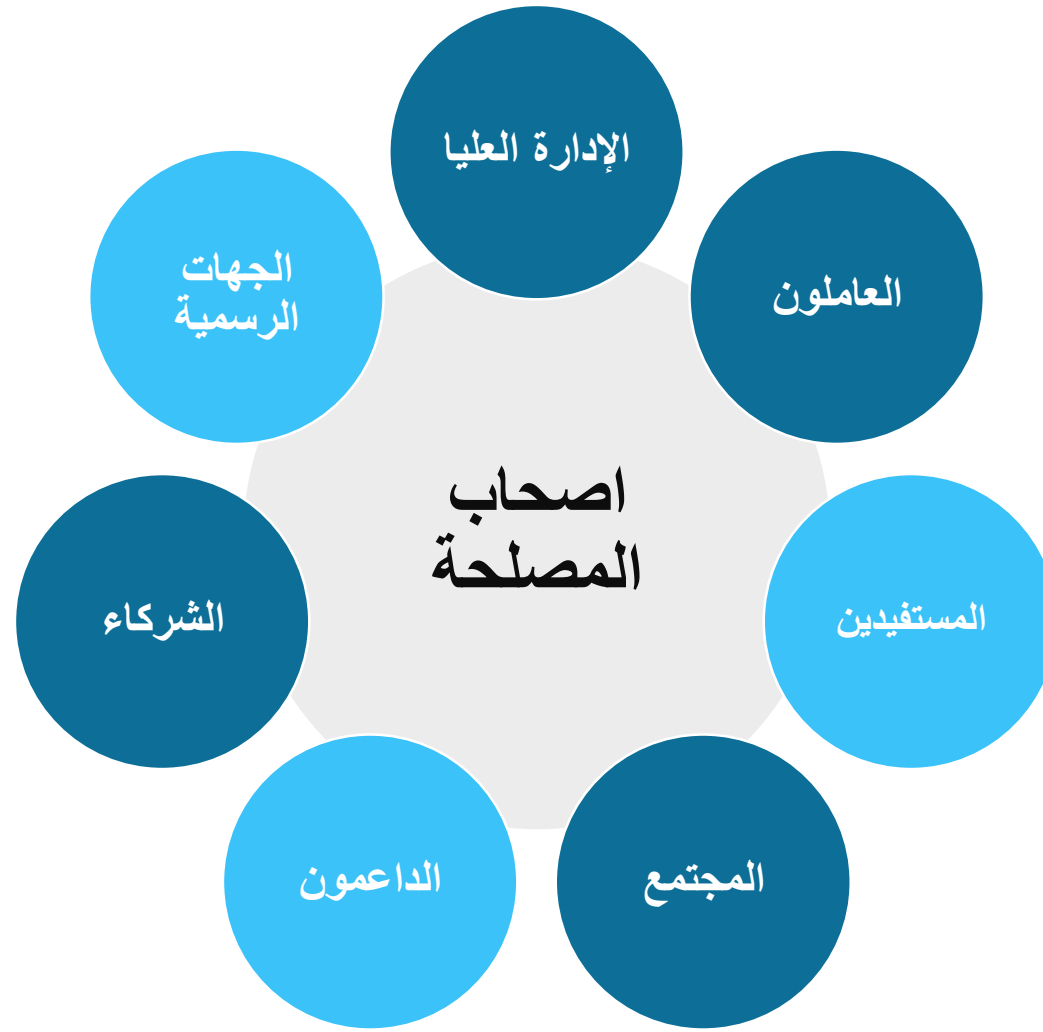 الإدارة العليا
العاملون
المستفيدين
المجتمع
الداعمون
الشركاء
الجهات
الرسمية
اصحاب
المصلحة